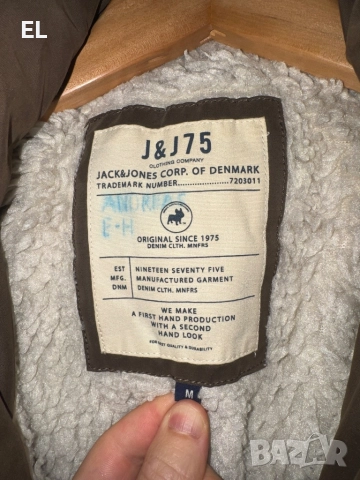 EL
J&J75
CLOTHING COMPANY
JACK&JONES CORP. OF DENMARK
TRADEMARK NUMBER....................7203011
ANDREAS
E-H
ORIGINAL SINCE 1975
DENIM CLTH. MNFRS
EST NINETEEN SEVENTY FIVE
MFG. MANUFACTURED GARMENT
DNM DENIM CLTH. MNFRS
WE MAKE
A FIRST HAND PRODUCTION
WITH A SECOND
HAND LOOK
FOR BEST QUALITY & DURABILITY
M
bazar